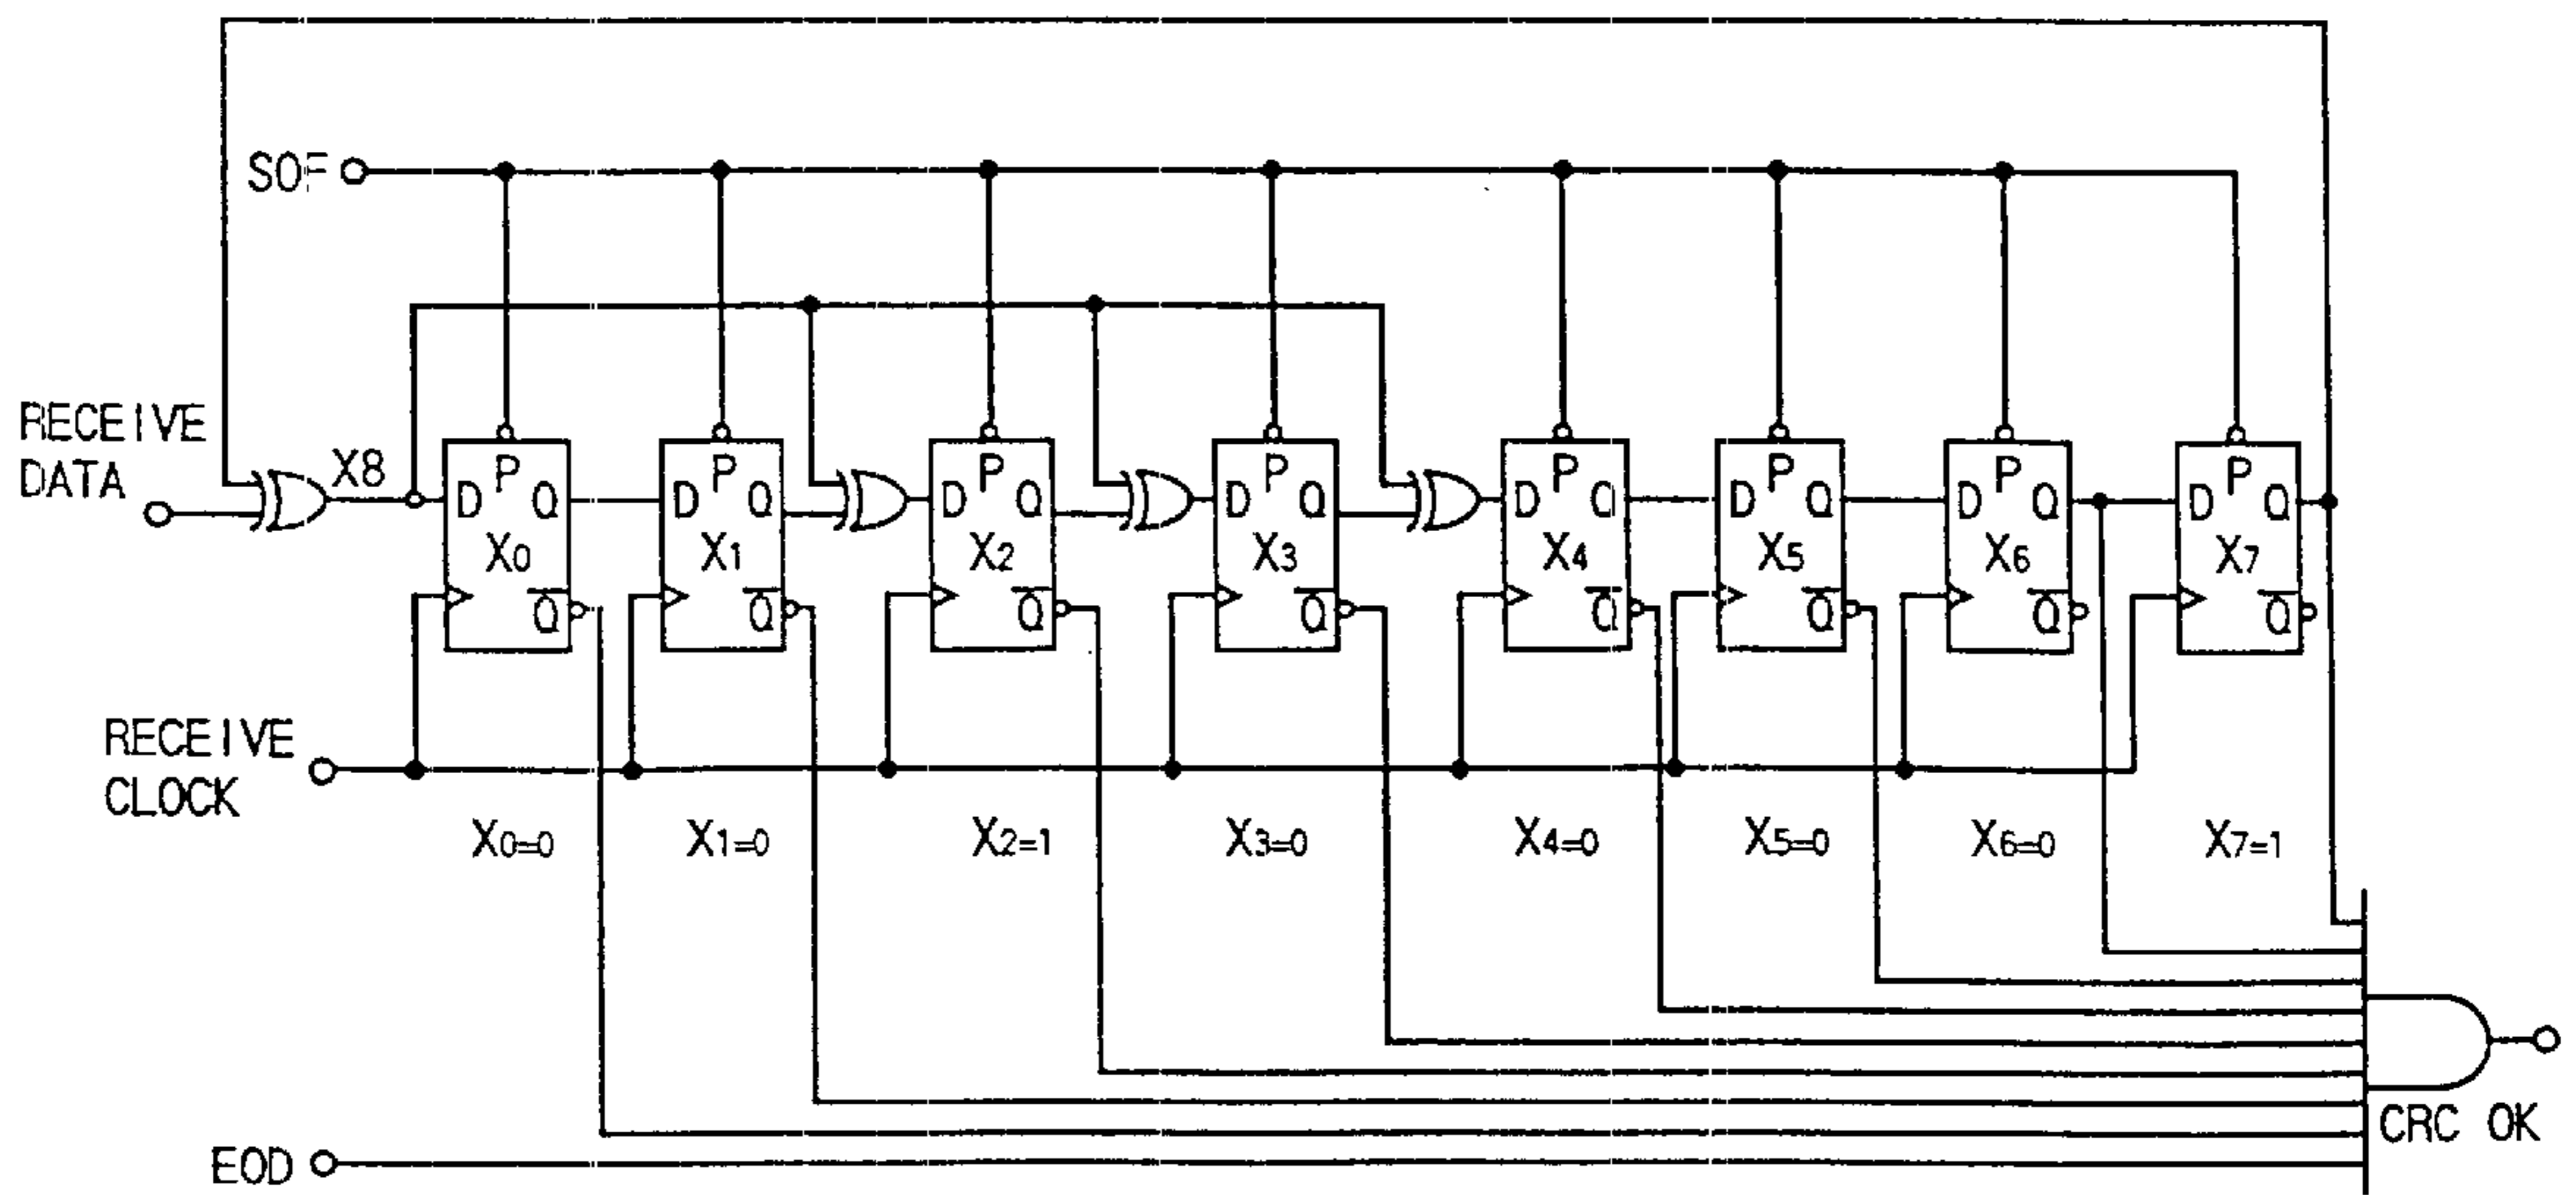 SOF
RECEIVE
DATA
X8
P
D Q
X0
Q
P
D Q
X1
Q
P
D Q
X2
Q
P
D Q
X3
Q
P
D Q
X4
Q
P
D Q
X5
Q
P
D Q
X6
Q
P
D Q
X7
Q
RECEIVE
CLOCK
X0=0 X1=0 X2=1 X3=0 X4=0 X5=0 X6=0 X7=1
CRC OK
EOD